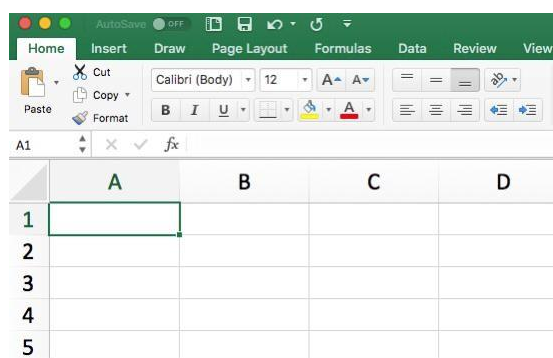 AutoSave OFF
Home Insert Draw Page Layout Formulas Data Review View
Cut
Calibri (Body) 12 A A
Copy
Paste
B I U A
Format
A1 fx
A B C D
1
2
3
4
5